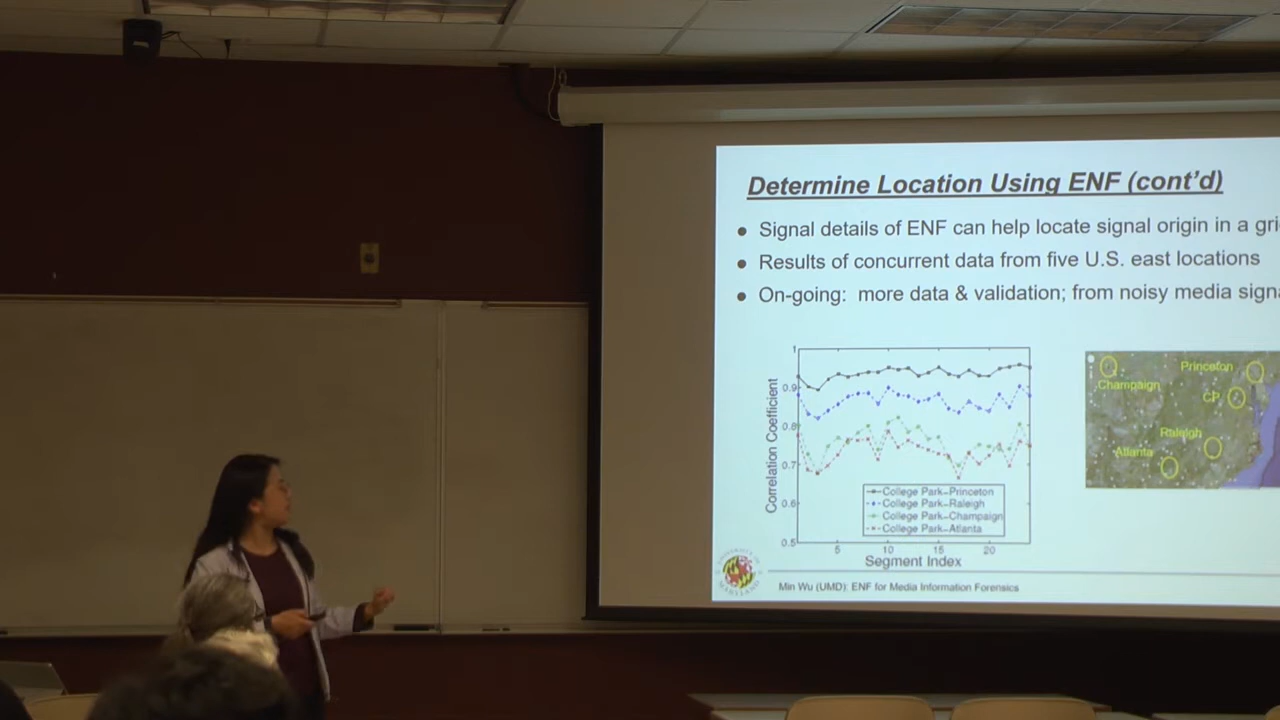 Determine Location Using ENF (cont'd)
Signal details of ENF can help locate signal origin in a gri
Results of concurrent data from five U.S. east locations
On-going: more data & validation; from noisy media signa
1
0.9
0.8
0.7
0.6
0.5
Correlation Coefficient
College Park–Princeton
College Park–Raleigh
College Park–Champaign
College Park–Atlanta
5
10
15
20
Segment Index
Princeton
Champaign
CP
Raleigh
Atlanta
UNIVERSITY OF
MARYLAND
Min Wu (UMD): ENF for Media Information Forensics